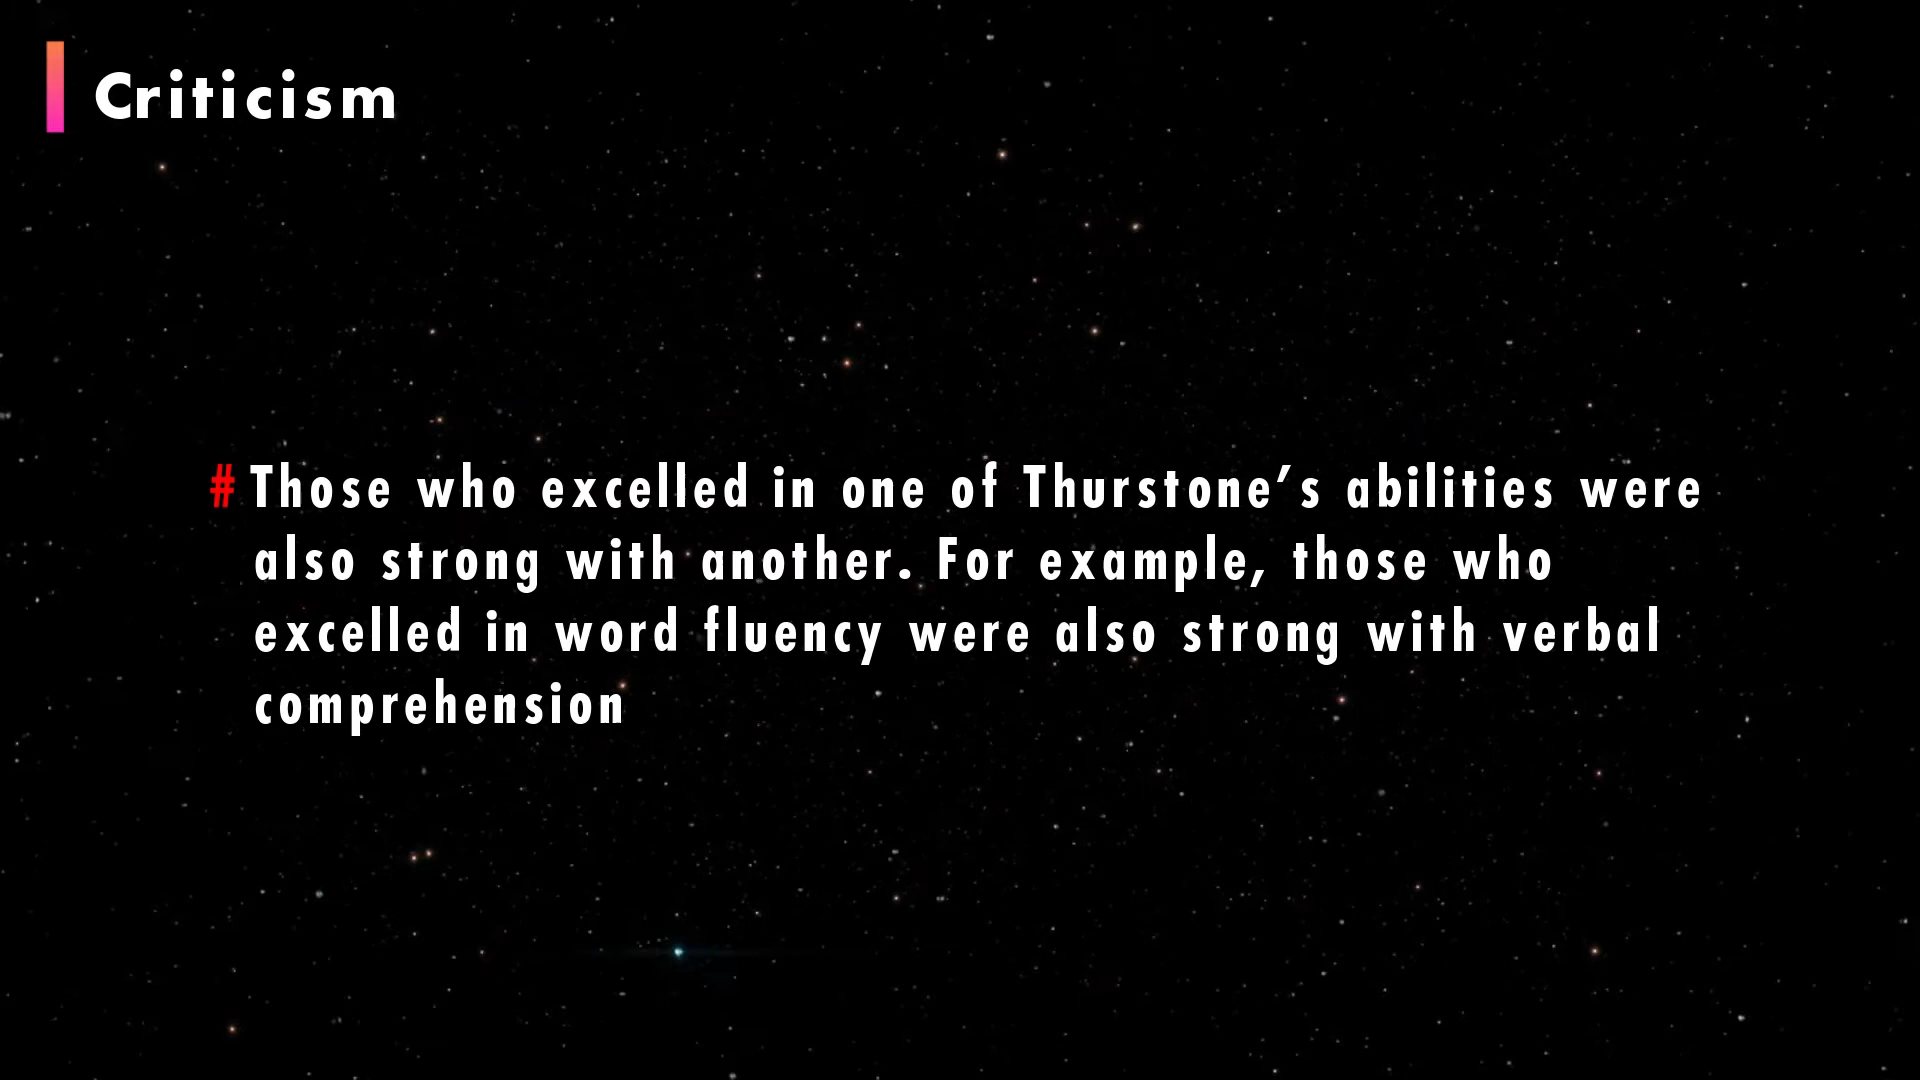 Criticism
# Those who excelled in one of Thurstone’s abilities were
also strong with another. For example, those who
excelled in word fluency were also strong with verbal
comprehension